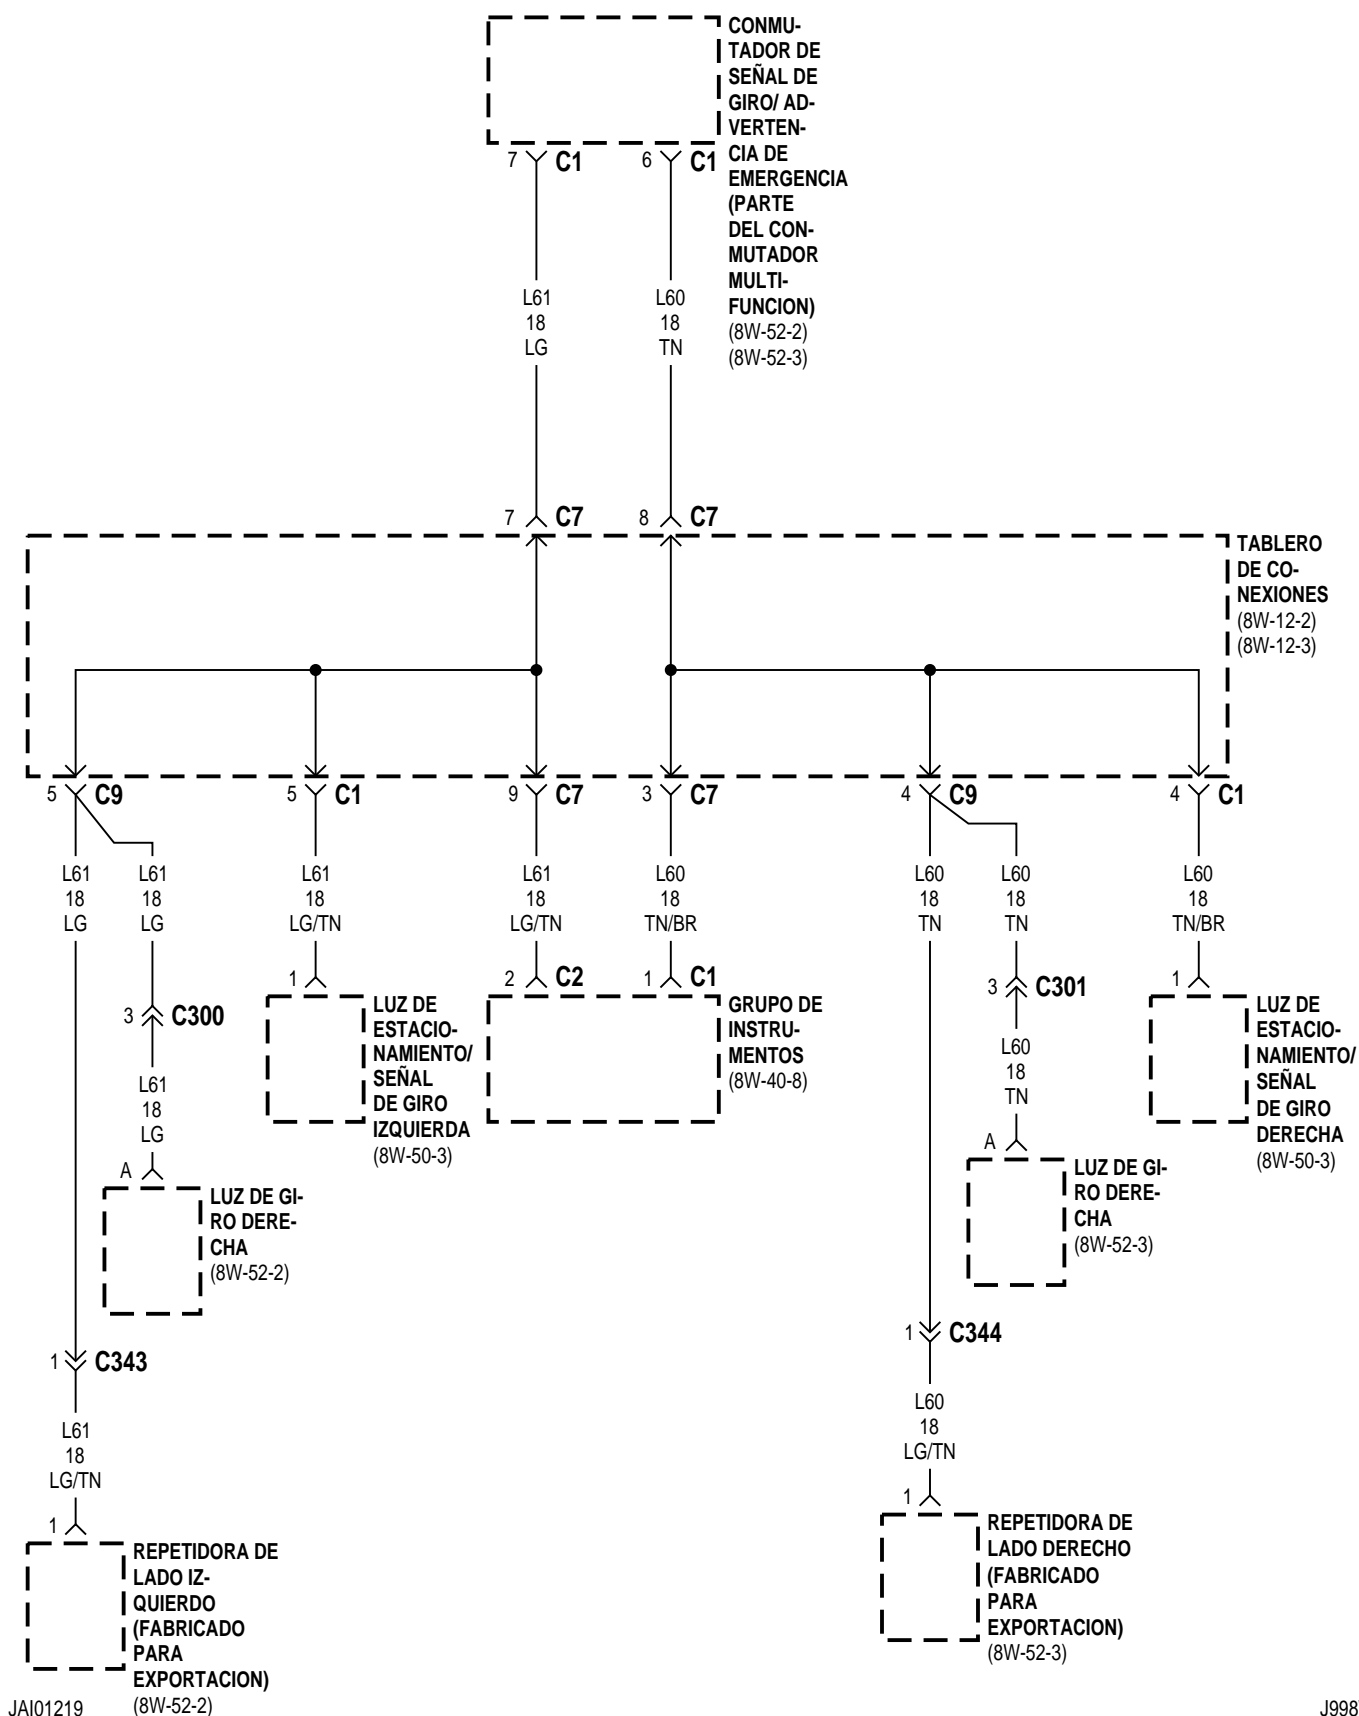 CONMU-
TADOR DE
SEÑAL DE
GIRO/ AD-
VERTEN-
CIA DE
EMERGENCIA
(PARTE
DEL CON-
MUTADOR
MULTI-
FUNCION)
(8W-52-2)
(8W-52-3)
7 C1
6 C1
L61
18
LG
L60
18
TN
7 C7
8 C7
TABLERO
DE CO-
NEXIONES
(8W-12-2)
(8W-12-3)
5 C9
5 C1
9 C7
3 C7
4 C9
4 C1
L61
18
LG
L61
18
LG
L61
18
LG/TN
L61
18
LG/TN
L60
18
TN/BR
L60
18
TN
L60
18
TN
L60
18
TN/BR
3 C300
1
2 C2
1 C1
3 C301
1
L61
18
LG
LUZ DE
ESTACIO-
NAMIENTO/
SEÑAL
DE GIRO
IZQUIERDA
(8W-50-3)
GRUPO DE
INSTRU-
MENTOS
(8W-40-8)
L60
18
TN
LUZ DE
ESTACIO-
NAMIENTO/
SEÑAL
DE GIRO
DERECHA
(8W-50-3)
A
LUZ DE GI-
RO DERE-
CHA
(8W-52-2)
A
LUZ DE GI-
RO DERE-
CHA
(8W-52-3)
1 C343
1 C344
L61
18
LG/TN
L60
18
LG/TN
1
REPETIDORA DE
LADO IZ-
QUIERDO
(FABRICADO
PARA
EXPORTACION)
(8W-52-2)
1
REPETIDORA DE
LADO DERECHO
(FABRICADO
PARA
EXPORTACION)
(8W-52-3)
JAI01219
J998